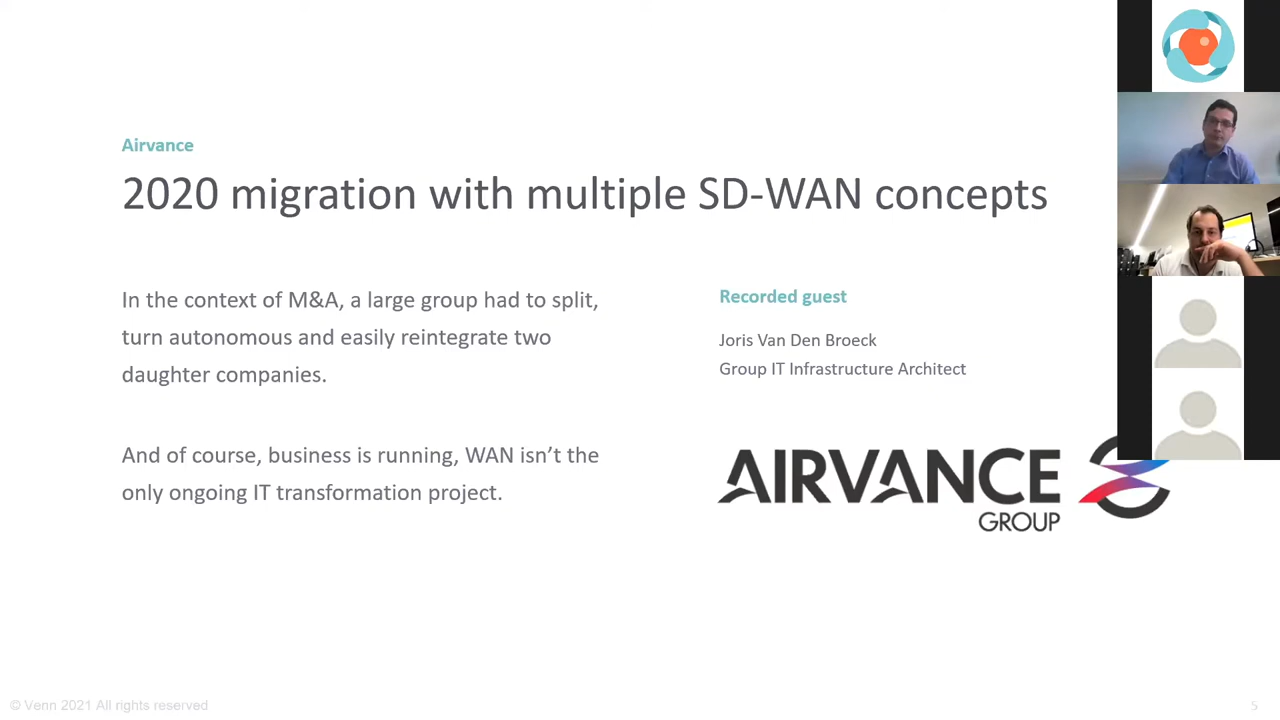 Airvance
2020 migration with multiple SD-WAN concepts
In the context of M&A, a large group had to split,
turn autonomous and easily reintegrate two
daughter companies.
And of course, business is running, WAN isn’t the
only ongoing IT transformation project.
Recorded guest
Joris Van Den Broeck
Group IT Infrastructure Architect
AIRVANCE
GROUP
© Venn 2021 All rights reserved
5